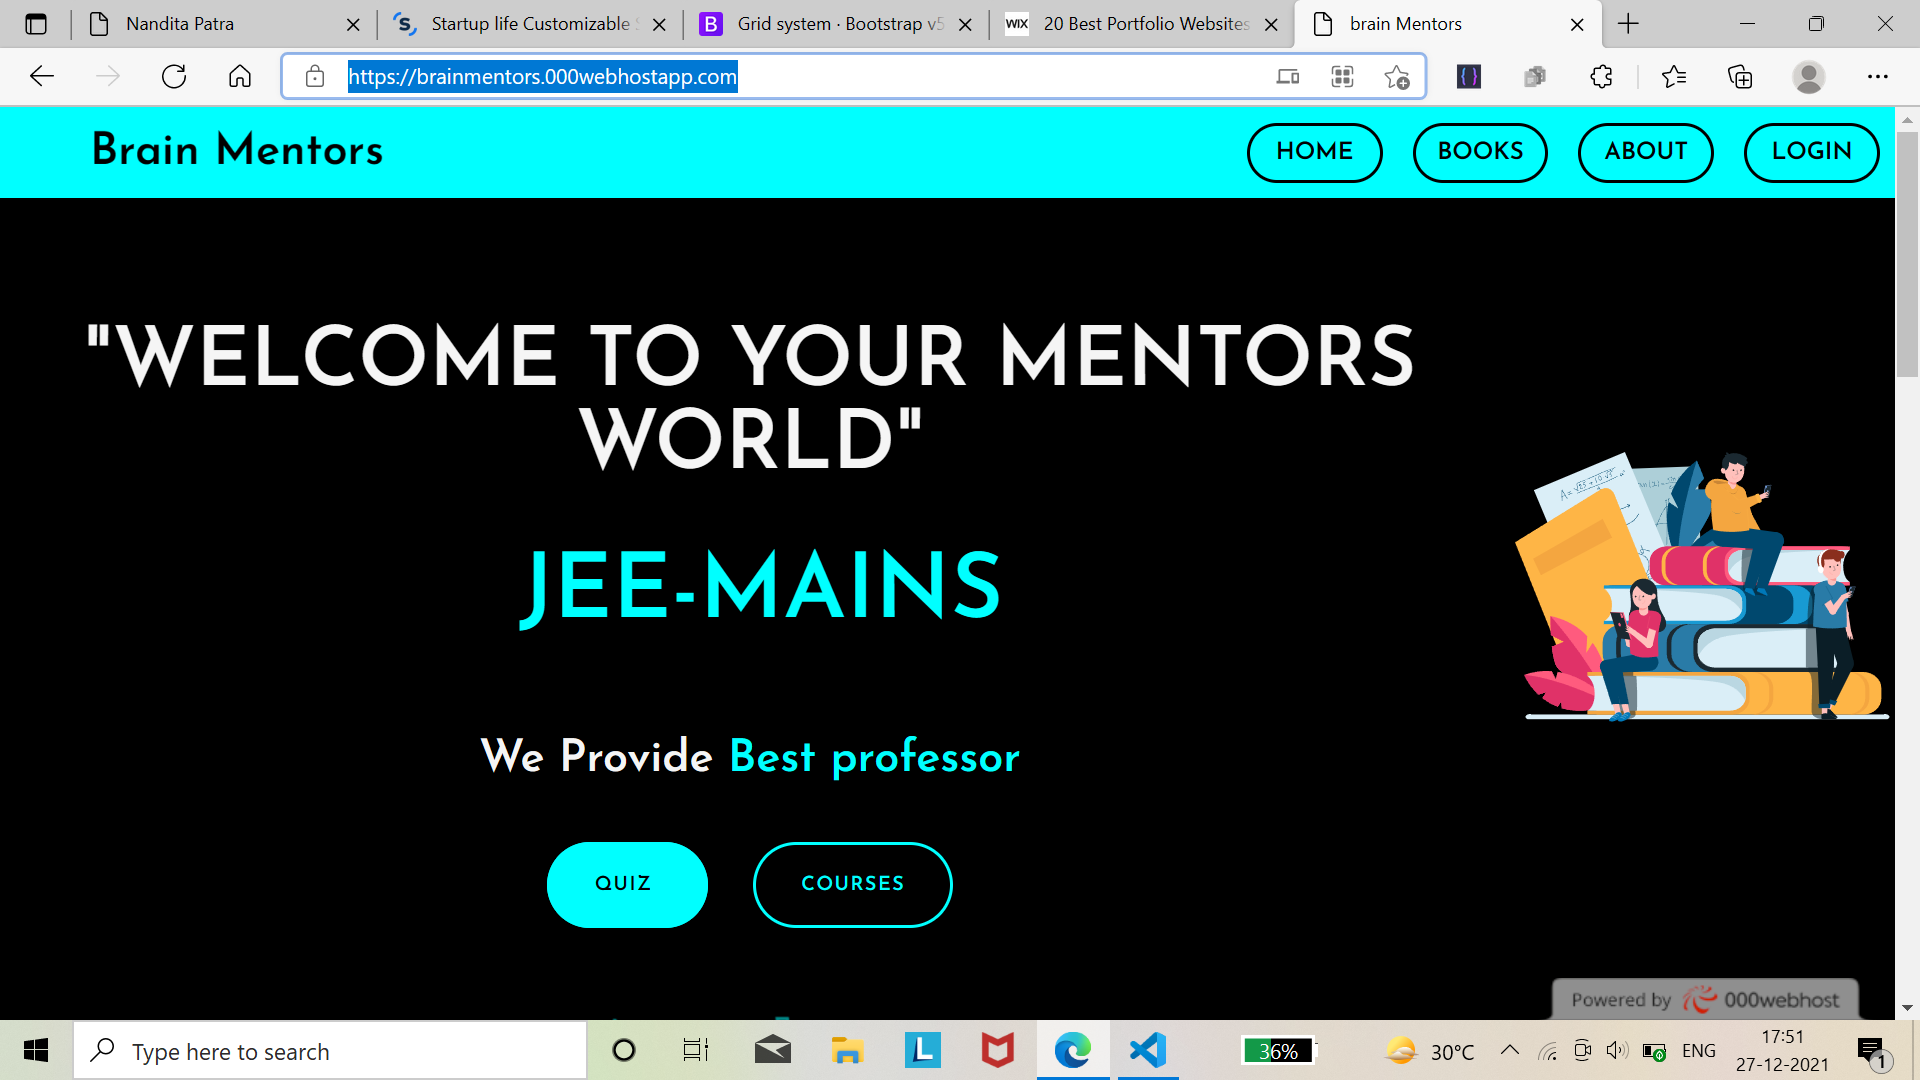 Nandita Patra
Startup life Customizable S
Grid system · Bootstrap v5
WIX
20 Best Portfolio Websites
brain Mentors
https://brainmentors.000webhostapp.com
Brain Mentors
HOME
BOOKS
ABOUT
LOGIN
"WELCOME TO YOUR MENTORS
WORLD"
JEE-MAINS
We Provide Best professor
QUIZ
COURSES
Powered by 000webhost
Type here to search
36%
30°C
ENG
17:51
27-12-2021
1